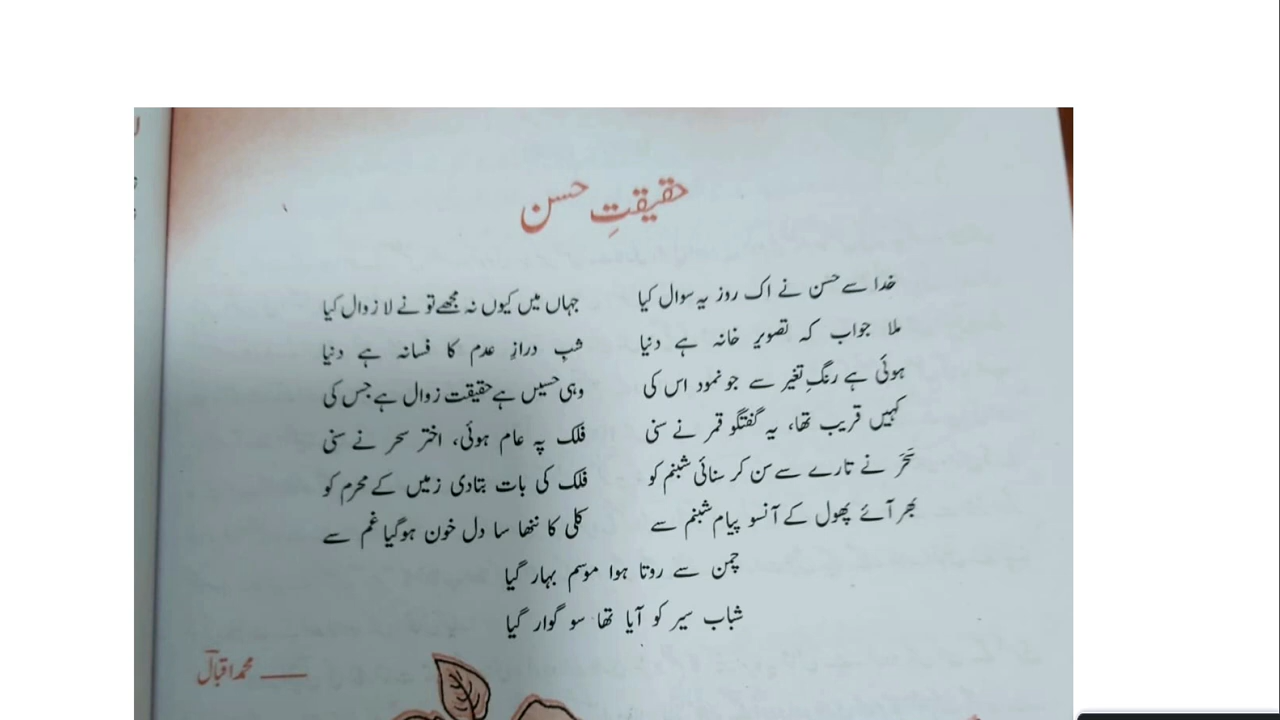 حقیقتِ حسن
خدا سے حسن نے اک روز یہ سوال کیا
جہاں میں کیوں نہ مجھے تو نے لازوال کیا
ملا جواب کہ تصویر خانہ ہے دنیا
شبِ درازِ عدم کا فسانہ ہے دنیا
ہوئی ہے رنگِ تغیر سے جو نمود اس کی
وہی حسیں ہے حقیقت زوال ہے جس کی
کہیں قریب تھا، یہ گفتگو قمر نے سنی
فلک پہ عام ہوئی، اختر سحر نے سنی
سَحَر نے تارے سے سن کر سنائی شبنم کو
فلک کی بات بتادی زمیں کے محرم کو
بھر آئے پھول کے آنسو پیام شبنم سے
کلی کا ننھا سا دل خون ہوگیا غم سے
چمن سے روتا ہوا موسم بہار گیا
شباب سیر کو آیا تھا سو گوار گیا
محمد اقبالؔ